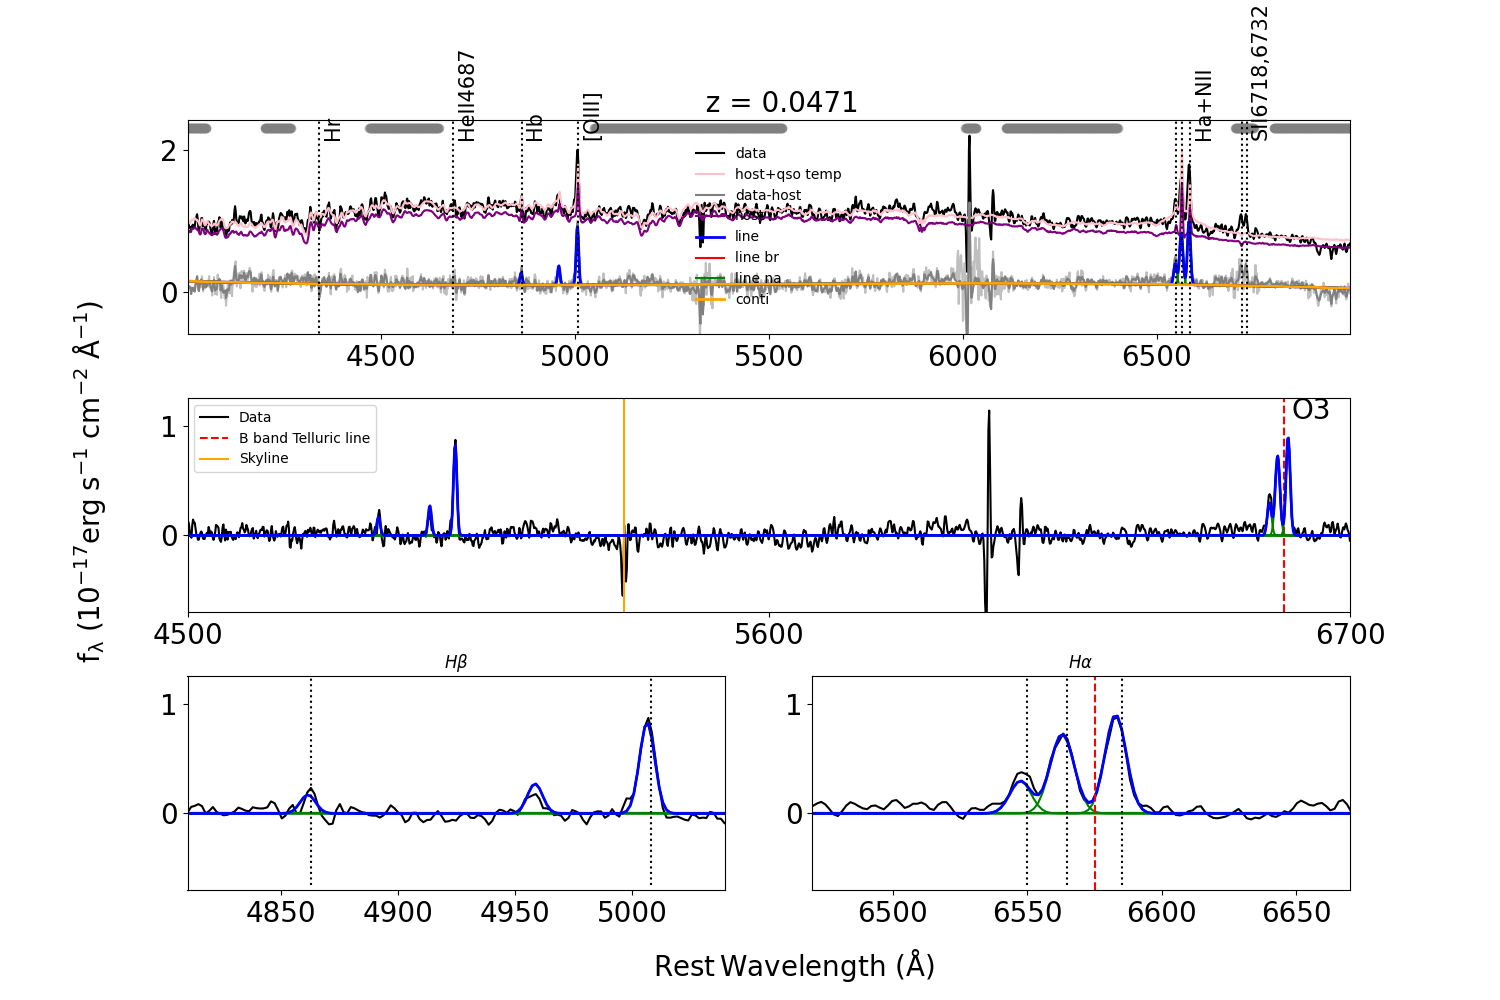 z = 0.0471
Hr
HeII4687
Hb
[OIII]
Ha+NII
SII6718,6732
data
host+qso temp
data-host
host
line
line br
line na
conti
2
0
4500 5000 5500 6000 6500
Data
B band Telluric line
Skyline
O3
1
0
4500 5600 6700
fλ (10−17erg s−1 cm−2 Å−1)
Hβ
1
0
4850 4900 4950 5000
Hα
1
0
6500 6550 6600 6650
Rest Wavelength (Å)